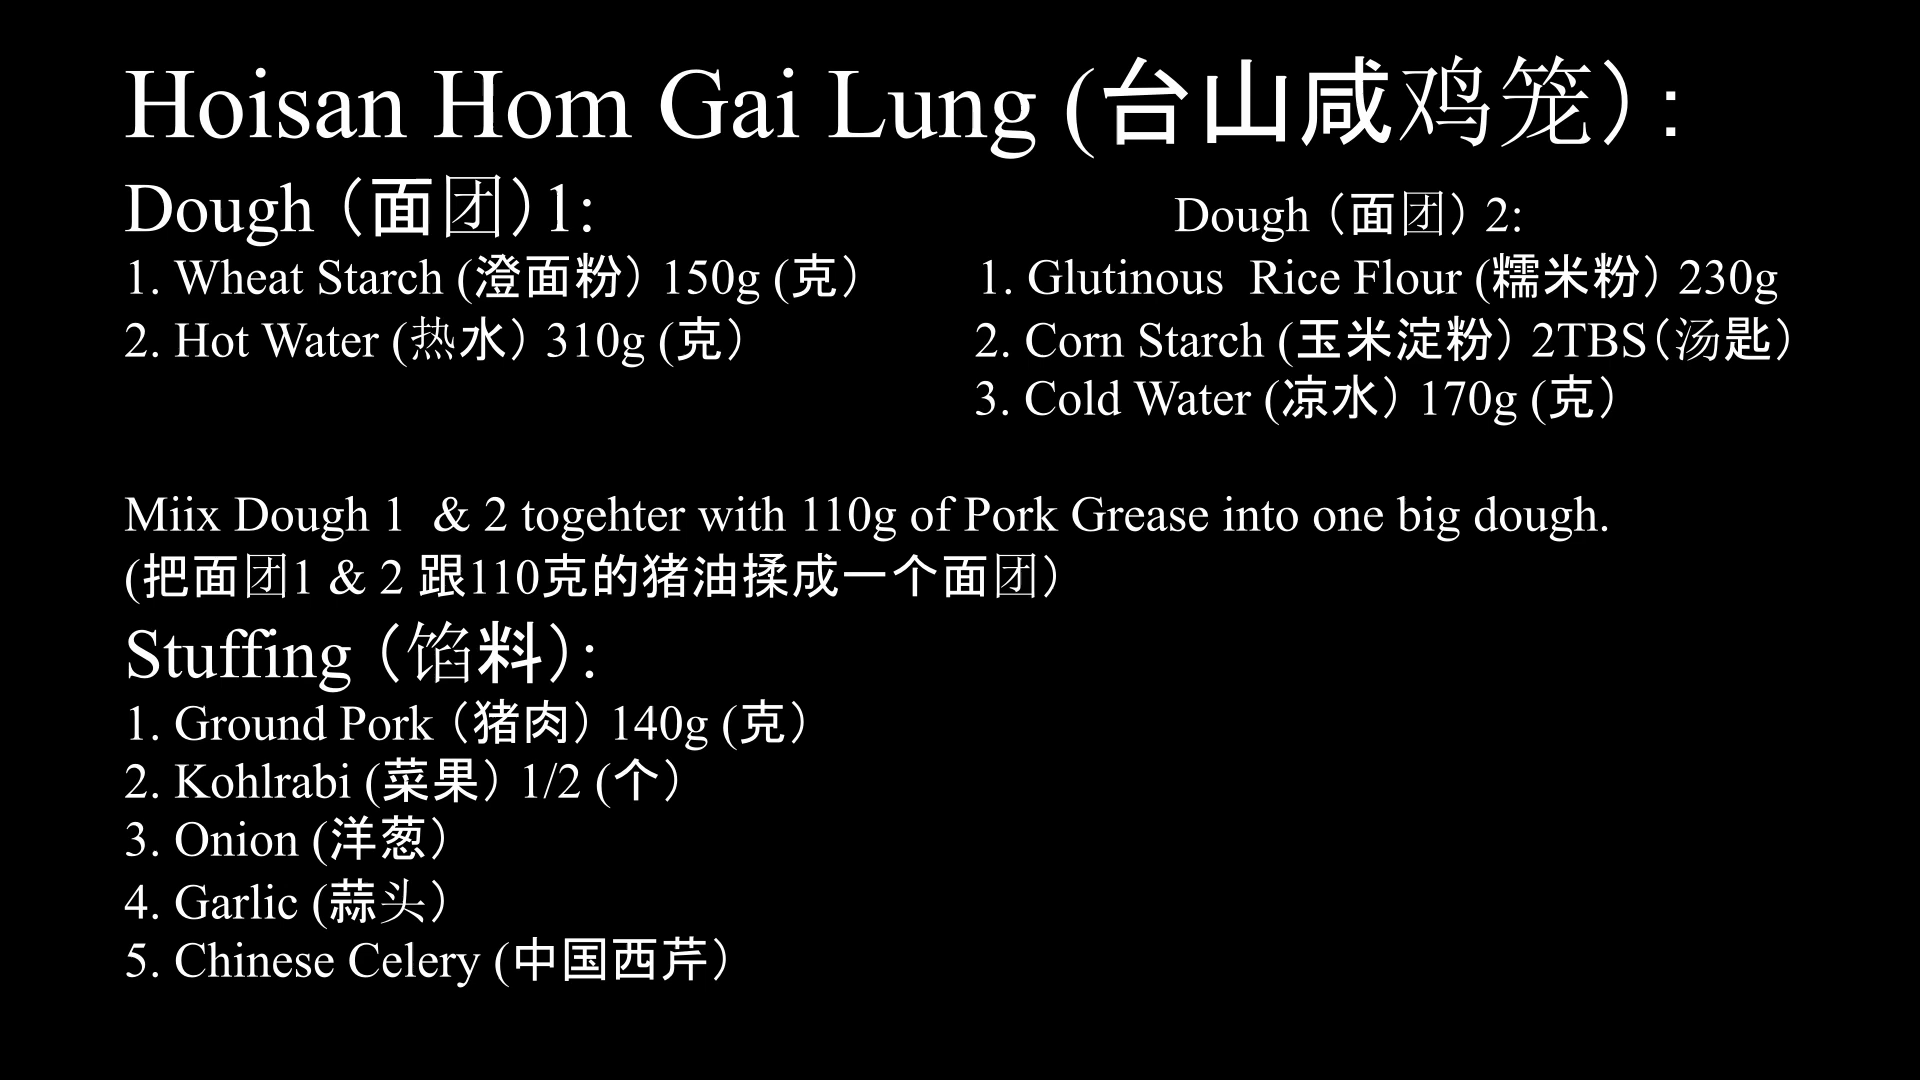 Hoisan Hom Gai Lung (台山咸鸡笼）:
Dough（面团）1:
1. Wheat Starch (澄面粉）150g (克）
2. Hot Water (热水）310g (克）
Dough（面团）2:
1. Glutinous  Rice Flour (糯米粉）230g
2. Corn Starch (玉米淀粉）2TBS（汤匙）
3. Cold Water (凉水）170g (克）
Miix Dough 1  & 2 togehter with 110g of Pork Grease into one big dough.
(把面团1 & 2 跟110克的猪油揉成一个面团）
Stuffing（馅料）:
1. Ground Pork（猪肉）140g (克）
2. Kohlrabi (菜果）1/2 (个）
3. Onion (洋葱）
4. Garlic (蒜头）
5. Chinese Celery (中国西芹）